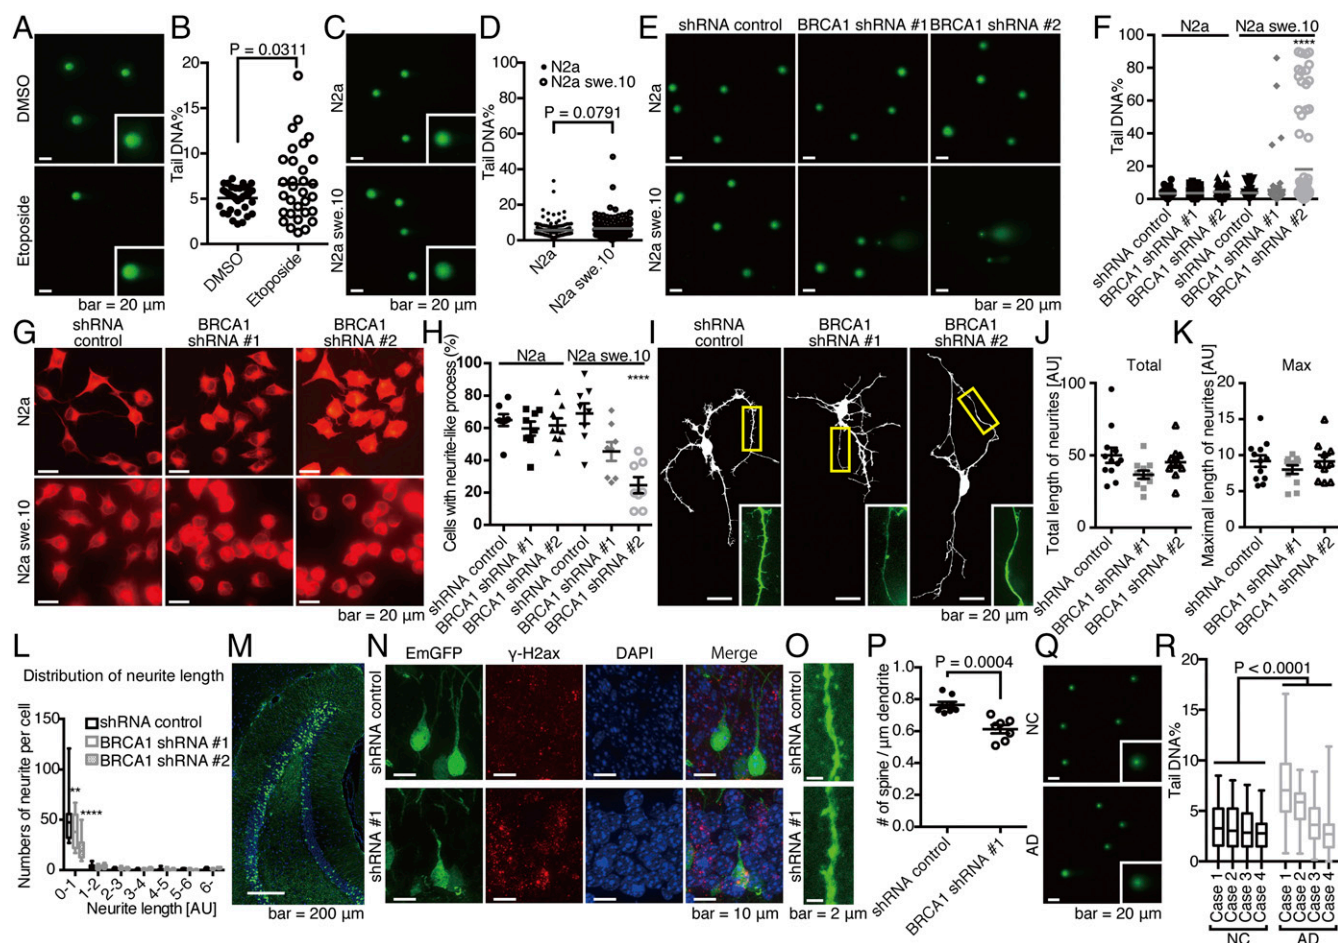 A
DMSO
Etoposide
bar = 20 µm
B
P = 0.0311
Tail DNA%
20
15
10
5
0
DMSO
Etoposide
C
N2a
N2a swe.10
bar = 20 µm
D
N2a
N2a swe.10
P = 0.0791
Tail DNA%
100
80
60
40
20
0
N2a
N2a swe.10
E
shRNA control
BRCA1 shRNA #1
BRCA1 shRNA #2
N2a
N2a swe.10
bar = 20 µm
F
N2a
N2a swe.10
****
Tail DNA%
100
80
60
40
20
0
shRNA control
BRCA1 shRNA #1
BRCA1 shRNA #2
shRNA control
BRCA1 shRNA #1
BRCA1 shRNA #2
G
shRNA
control
BRCA1
shRNA #1
BRCA1
shRNA #2
N2a
N2a swe.10
bar = 20 µm
H
N2a
N2a swe.10
****
Cells with neurite-like process (%)
100
80
60
40
20
0
shRNA control
BRCA1 shRNA #1
BRCA1 shRNA #2
shRNA control
BRCA1 shRNA #1
BRCA1 shRNA #2
I
shRNA
control
BRCA1
shRNA #1
BRCA1
shRNA #2
bar = 20 µm
J
Total
Total length of neurites [AU]
100
50
0
shRNA control
BRCA1 shRNA #1
BRCA1 shRNA #2
K
Max
Maximal length of neurites [AU]
20
15
10
5
0
shRNA control
BRCA1 shRNA #1
BRCA1 shRNA #2
L
Distribution of neurite length
Numbers of neurite per cell
150
100
50
0
shRNA control
BRCA1 shRNA #1
BRCA1 shRNA #2
**
****
0-1
1-2
2-3
3-4
4-5
5-6
6-
Neurite length [AU]
M
bar = 200 µm
N
EmGFP
γ-H2ax
DAPI
Merge
shRNA control
shRNA #1
bar = 10 µm
O
shRNA control
shRNA #1
bar = 2 µm
P
P = 0.0004
# of spine / µm dendrite
1.0
0.8
0.6
0.4
0.2
0
shRNA control
BRCA1 shRNA #1
Q
NC
AD
bar = 20 µm
R
P < 0.0001
Tail DNA%
20
15
10
5
0
Case 1
Case 2
Case 3
Case 4
Case 1
Case 2
Case 3
Case 4
NC
AD